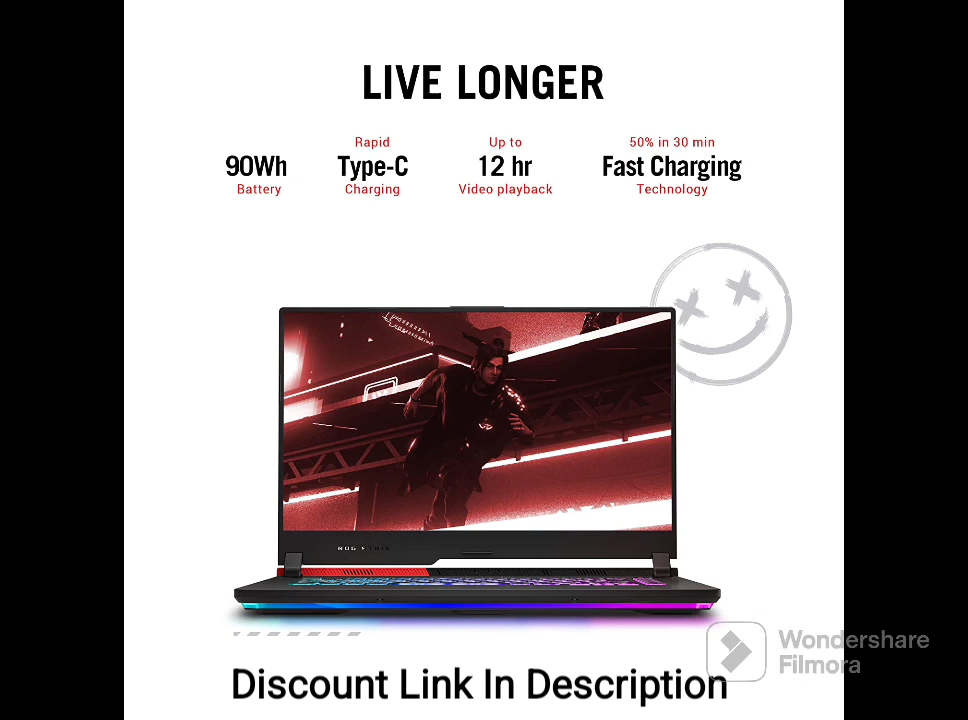 LIVE LONGER
Rapid Up to 50% in 30 min
90Wh Type-C 12 hr Fast Charging
Battery Charging Video playback Technology
Wondershare
Filmora
Discount Link In Description